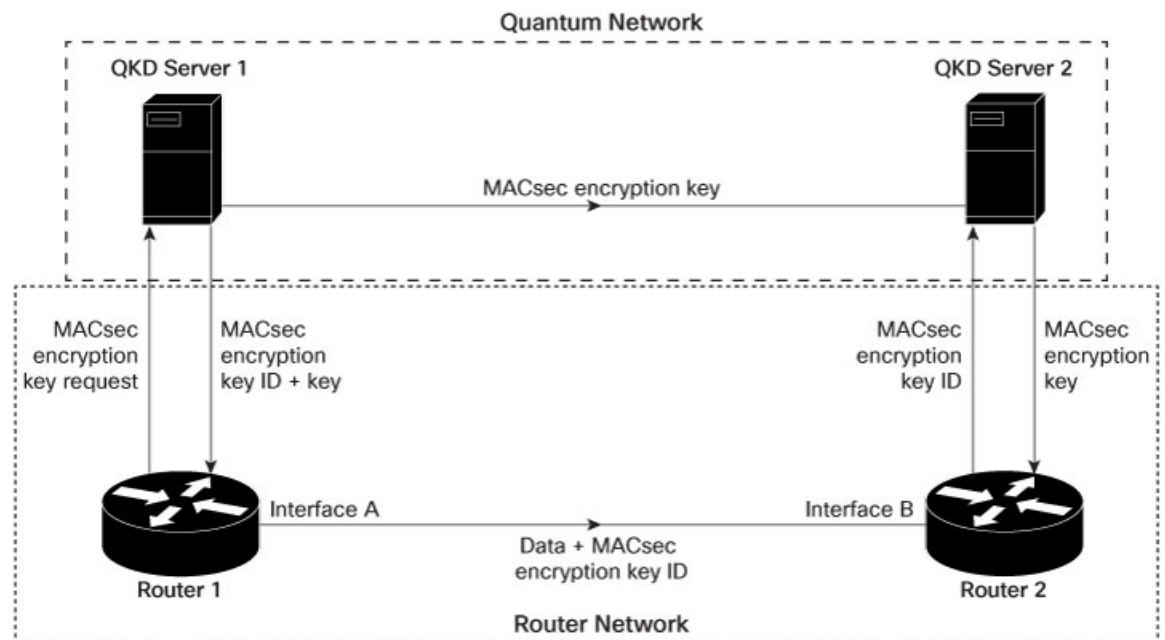 Quantum Network
QKD Server 1
QKD Server 2
MACsec encryption key
MACsec
encryption
key request
MACsec
encryption
key ID + key
MACsec
encryption
key ID
MACsec
encryption
key
Interface A
Interface B
Data + MACsec
encryption key ID
Router 1
Router 2
Router Network